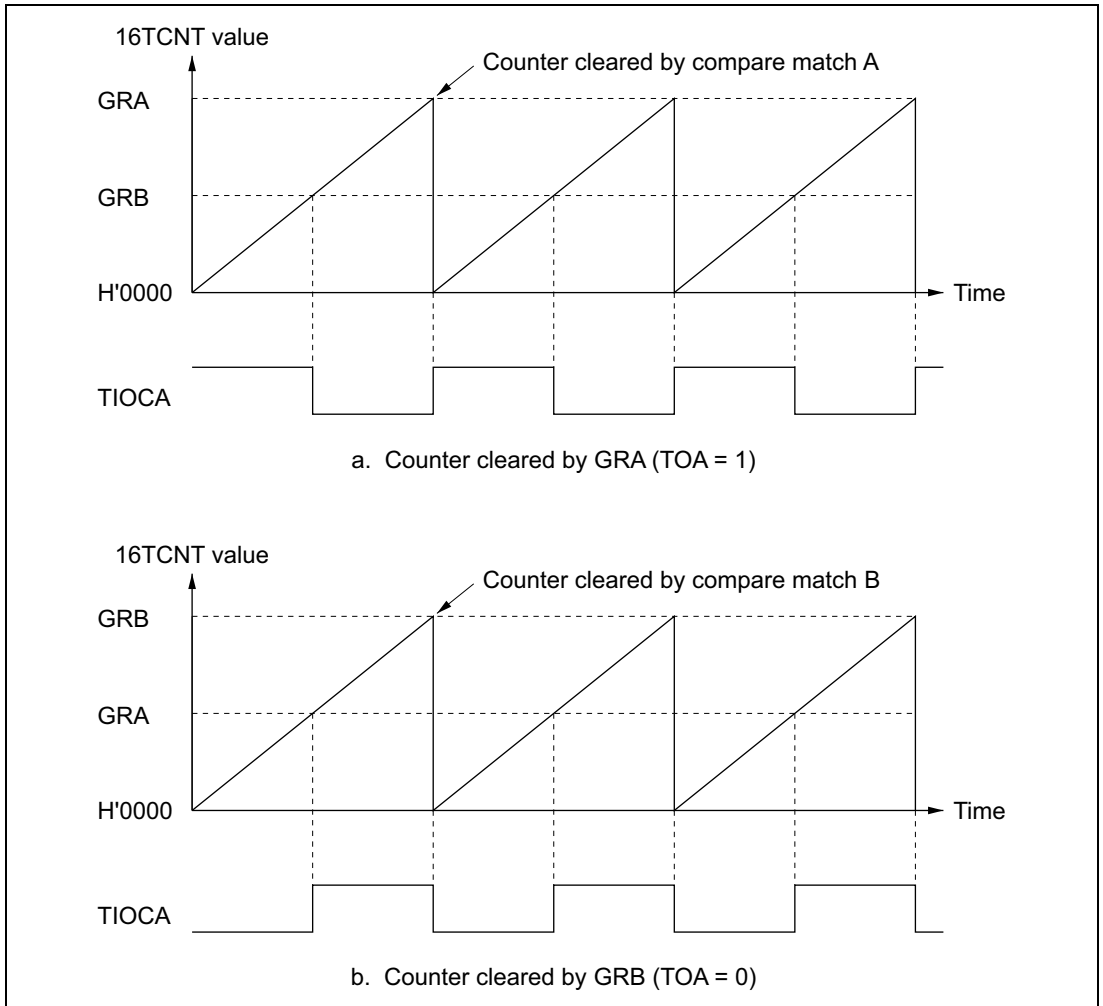 16TCNT value
Counter cleared by compare match A
GRA
GRB
H'0000
Time
TIOCA
a. Counter cleared by GRA (TOA = 1)
16TCNT value
Counter cleared by compare match B
GRB
GRA
H'0000
Time
TIOCA
b. Counter cleared by GRB (TOA = 0)